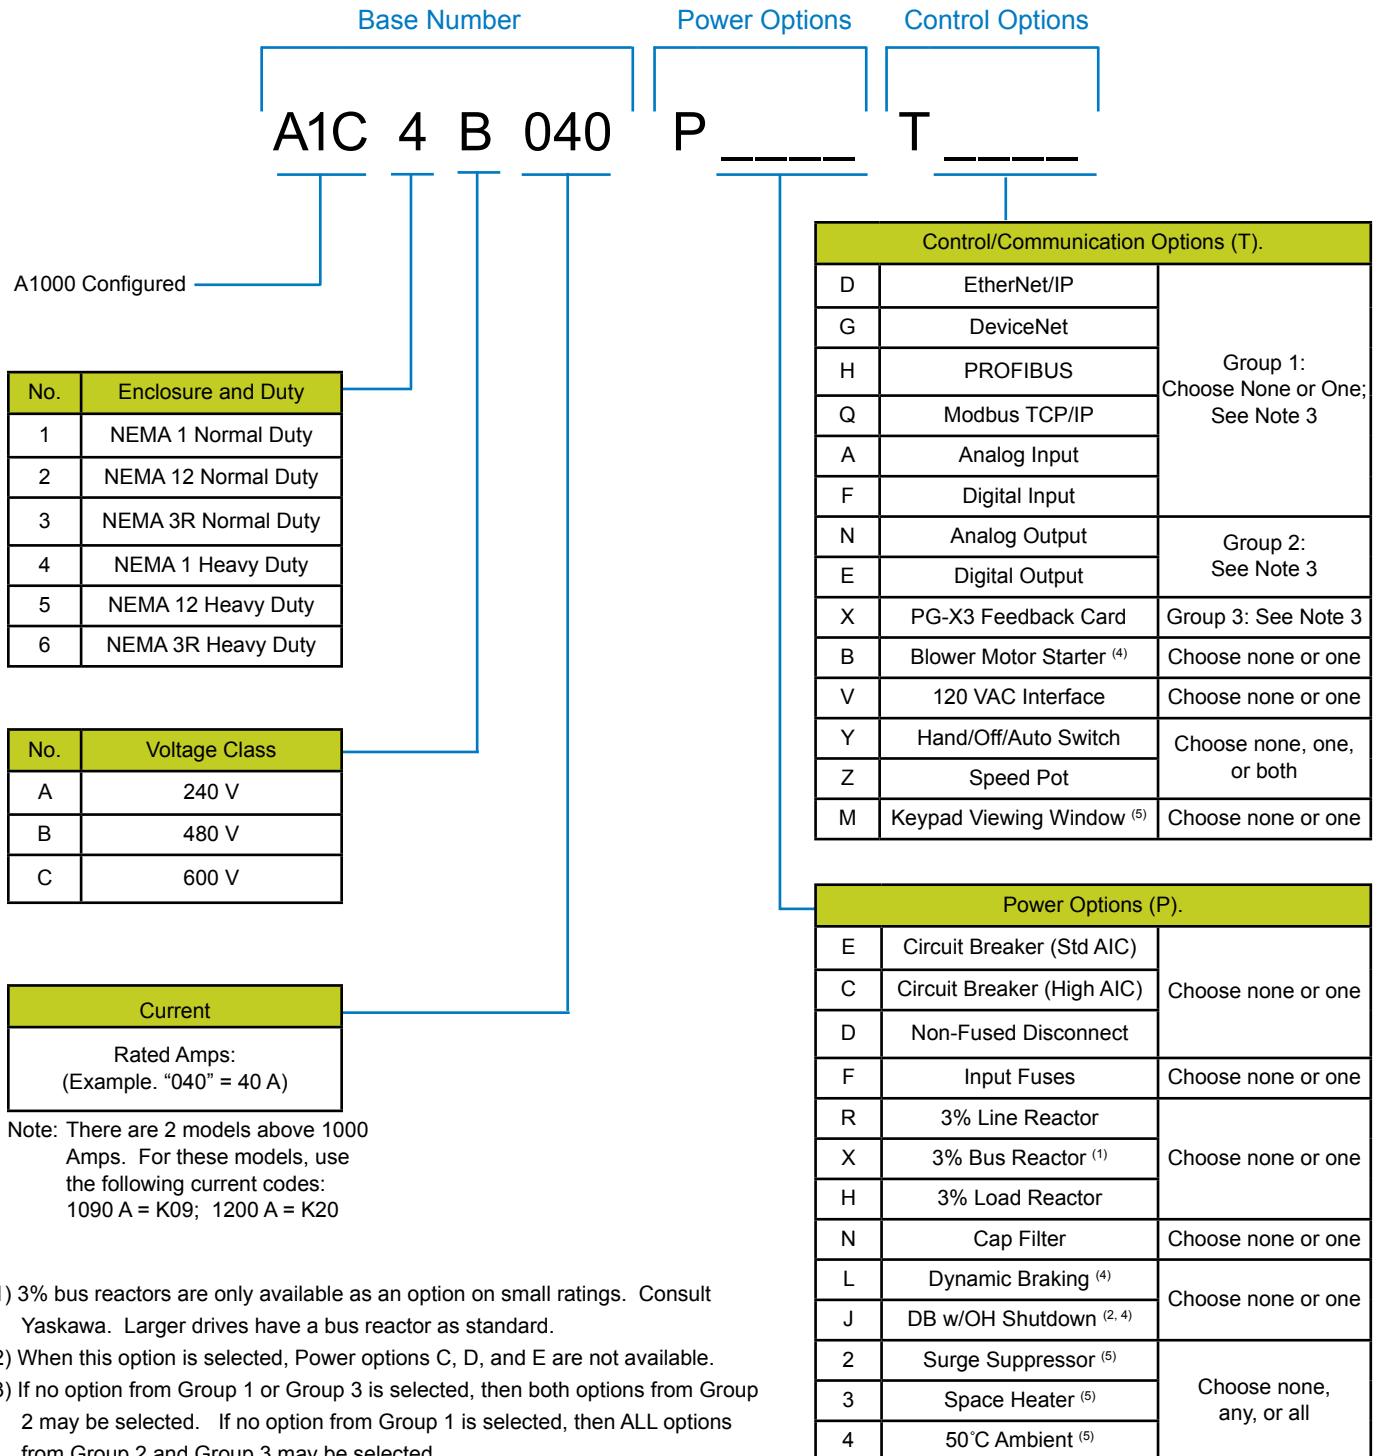 Base Number Power Options Control Options
A1C 4 B 040 P _ _ _ _ T _ _ _ _
A1000 Configured
No. Enclosure and Duty
1 NEMA 1 Normal Duty
2 NEMA 12 Normal Duty
3 NEMA 3R Normal Duty
4 NEMA 1 Heavy Duty
5 NEMA 12 Heavy Duty
6 NEMA 3R Heavy Duty
No. Voltage Class
A 240 V
B 480 V
C 600 V
Current
Rated Amps:
(Example. “040” = 40 A)
Note: There are 2 models above 1000
Amps. For these models, use
the following current codes:
1090 A = K09; 1200 A = K20
1) 3% bus reactors are only available as an option on small ratings. Consult
Yaskawa. Larger drives have a bus reactor as standard.
2) When this option is selected, Power options C, D, and E are not available.
3) If no option from Group 1 or Group 3 is selected, then both options from Group
2 may be selected. If no option from Group 1 is selected, then ALL options
from Group 2 and Group 3 may be selected
Control/Communication Options (T).
D EtherNet/IP
G DeviceNet
H PROFIBUS
Q Modbus TCP/IP
A Analog Input
F Digital Input
Group 1:
Choose None or One;
See Note 3
N Analog Output
E Digital Output
Group 2:
See Note 3
X PG-X3 Feedback Card Group 3: See Note 3
B Blower Motor Starter (4) Choose none or one
V 120 VAC Interface Choose none or one
Y Hand/Off/Auto Switch
Z Speed Pot
Choose none, one,
or both
M Keypad Viewing Window (5) Choose none or one
Power Options (P).
E Circuit Breaker (Std AIC)
C Circuit Breaker (High AIC)
D Non-Fused Disconnect
Choose none or one
F Input Fuses Choose none or one
R 3% Line Reactor
X 3% Bus Reactor (1)
H 3% Load Reactor
Choose none or one
N Cap Filter Choose none or one
L Dynamic Braking (4)
J DB w/OH Shutdown (2, 4)
Choose none or one
2 Surge Suppressor (5)
3 Space Heater (5)
4 50°C Ambient (5)
Choose none,
any, or all